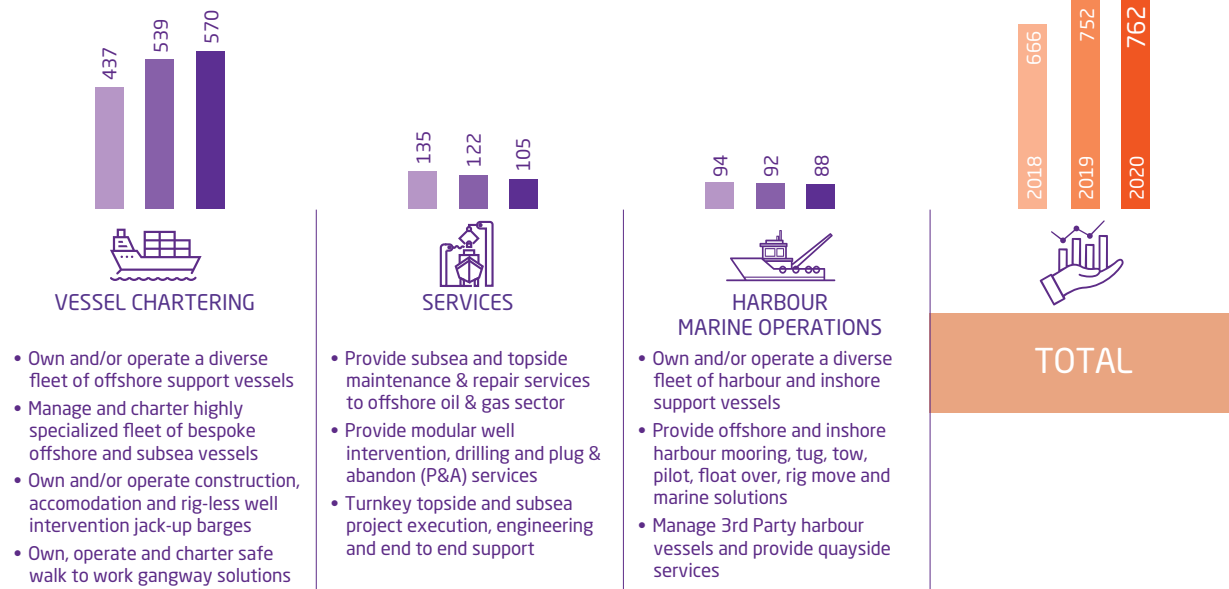 437
539
570
VESSEL CHARTERING
• Own and/or operate a diverse
fleet of offshore support vessels
• Manage and charter highly
specialized fleet of bespoke
offshore and subsea vessels
• Own and/or operate construction,
accomodation and rig-less well
intervention jack-up barges
• Own, operate and charter safe
walk to work gangway solutions
135
122
105
SERVICES
• Provide subsea and topside
maintenance & repair services
to offshore oil & gas sector
• Provide modular well
intervention, drilling and plug &
abandon (P&A) services
• Turnkey topside and subsea
project execution, engineering
and end to end support
94
92
88
HARBOUR
MARINE OPERATIONS
• Own and/or operate a diverse
fleet of harbour and inshore
support vessels
• Provide offshore and inshore
harbour mooring, tug, tow,
pilot, float over, rig move and
marine solutions
• Manage 3rd Party harbour
vessels and provide quayside
services
2018 666
2019 752
2020 762
TOTAL